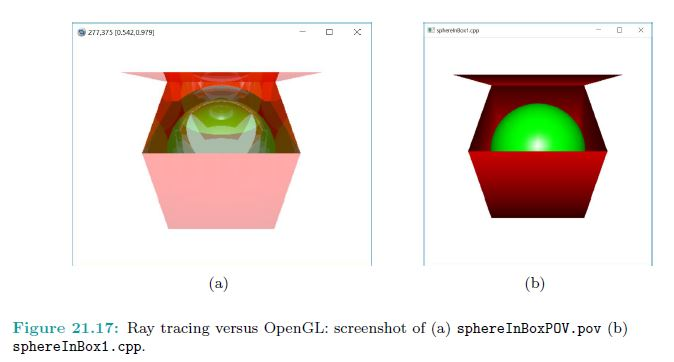 277,375 [0.542,0.979]
sphereInBox1.cpp
(a)
(b)
Figure 21.17: Ray tracing versus OpenGL: screenshot of (a) sphereInBoxPOV.pov (b)
sphereInBox1.cpp.